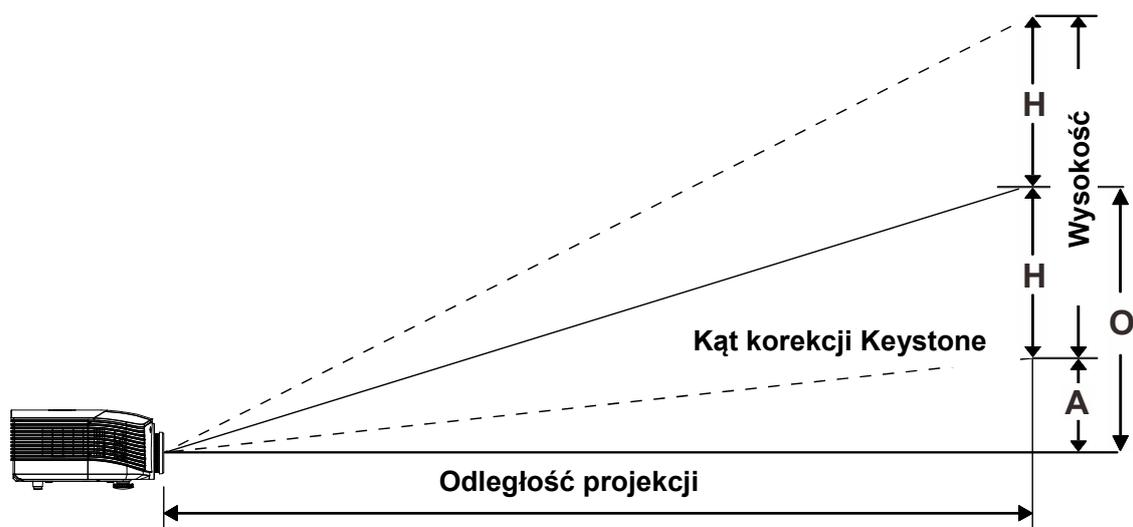 H
Wysokość
H
O
Kąt korekcji Keystone
A
Odległość projekcji